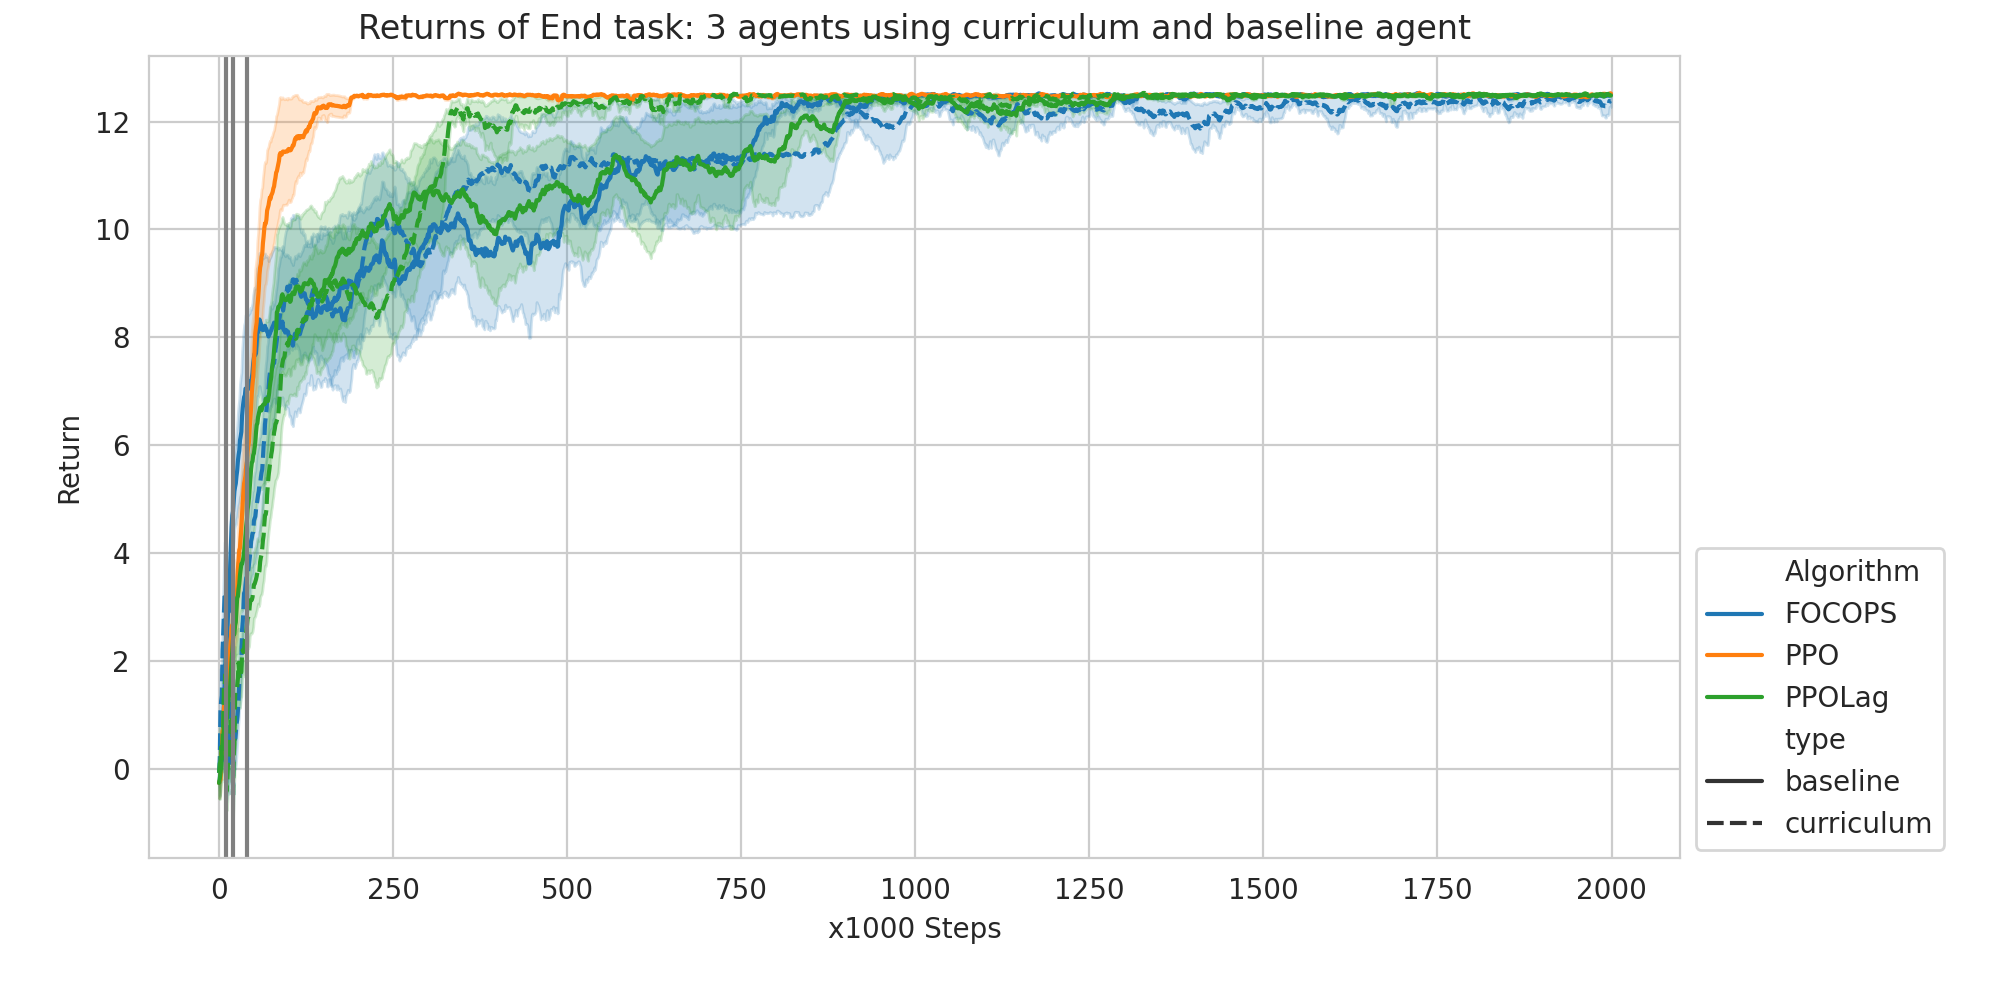 Returns of End task: 3 agents using curriculum and baseline agent
12
10
8
6
4
2
0
Return
0 250 500 750 1000 1250 1500 1750 2000
x1000 Steps
Algorithm
FOCOPS
PPO
PPOLag
type
baseline
curriculum